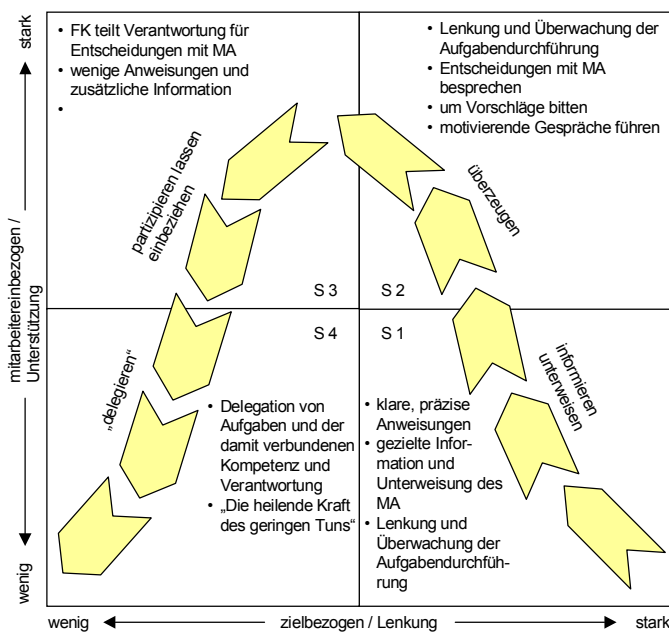 stark
• FK teilt Verantwortung für
Entscheidungen mit MA
• wenige Anweisungen und
zusätzliche Information
•
• Lenkung und Überwachung der
Aufgabendurchführung
• Entscheidungen mit MA
besprechen
• um Vorschläge bitten
• motivierende Gespräche führen
partizipieren lassen
einbeziehen
überzeugen
mitarbeitereinbezogen /
Unterstützung
S 3
S 2
S 4
S 1
„delegieren“
• Delegation von
Aufgaben und der
damit verbundenen
Kompetenz und
Verantwortung
• „Die heilende Kraft
des geringen Tuns“
• klare, präzise
Anweisungen
• gezielte Infor-
mation und
Unterweisung des
MA
• Lenkung und
Überwachung der
Aufgabendurchfüh-
rung
informieren
unterweisen
wenig
wenig
zielbezogen / Lenkung
stark